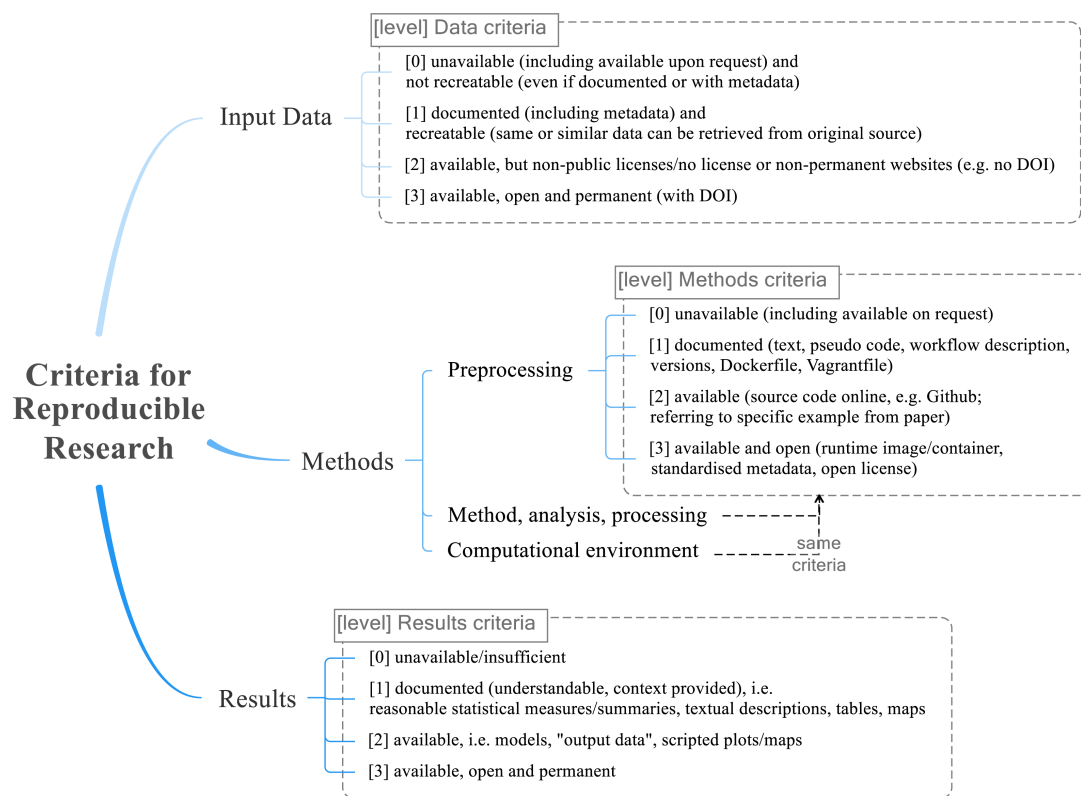 [level] Data criteria
[0] unavailable (including available upon request) and
not recreatable (even if documented or with metadata)
Input Data
[1] documented (including metadata) and
recreatable (same or similar data can be retrieved from original source)
[2] available, but non-public licenses/no license or non-permanent websites (e.g. no DOI)
[3] available, open and permanent (with DOI)
Criteria for
Reproducible
Research
Methods
[level] Methods criteria
Preprocessing
[0] unavailable (including available on request)
[1] documented (text, pseudo code, workflow description,
versions, Dockerfile, Vagrantfile)
[2] available (source code online, e.g. Github;
referring to specific example from paper)
[3] available and open (runtime image/container,
standardised metadata, open license)
Method, analysis, processing
Computational environment
same
criteria
[level] Results criteria
Results
[0] unavailable/insufficient
[1] documented (understandable, context provided), i.e.
reasonable statistical measures/summaries, textual descriptions, tables, maps
[2] available, i.e. models, "output data", scripted plots/maps
[3] available, open and permanent